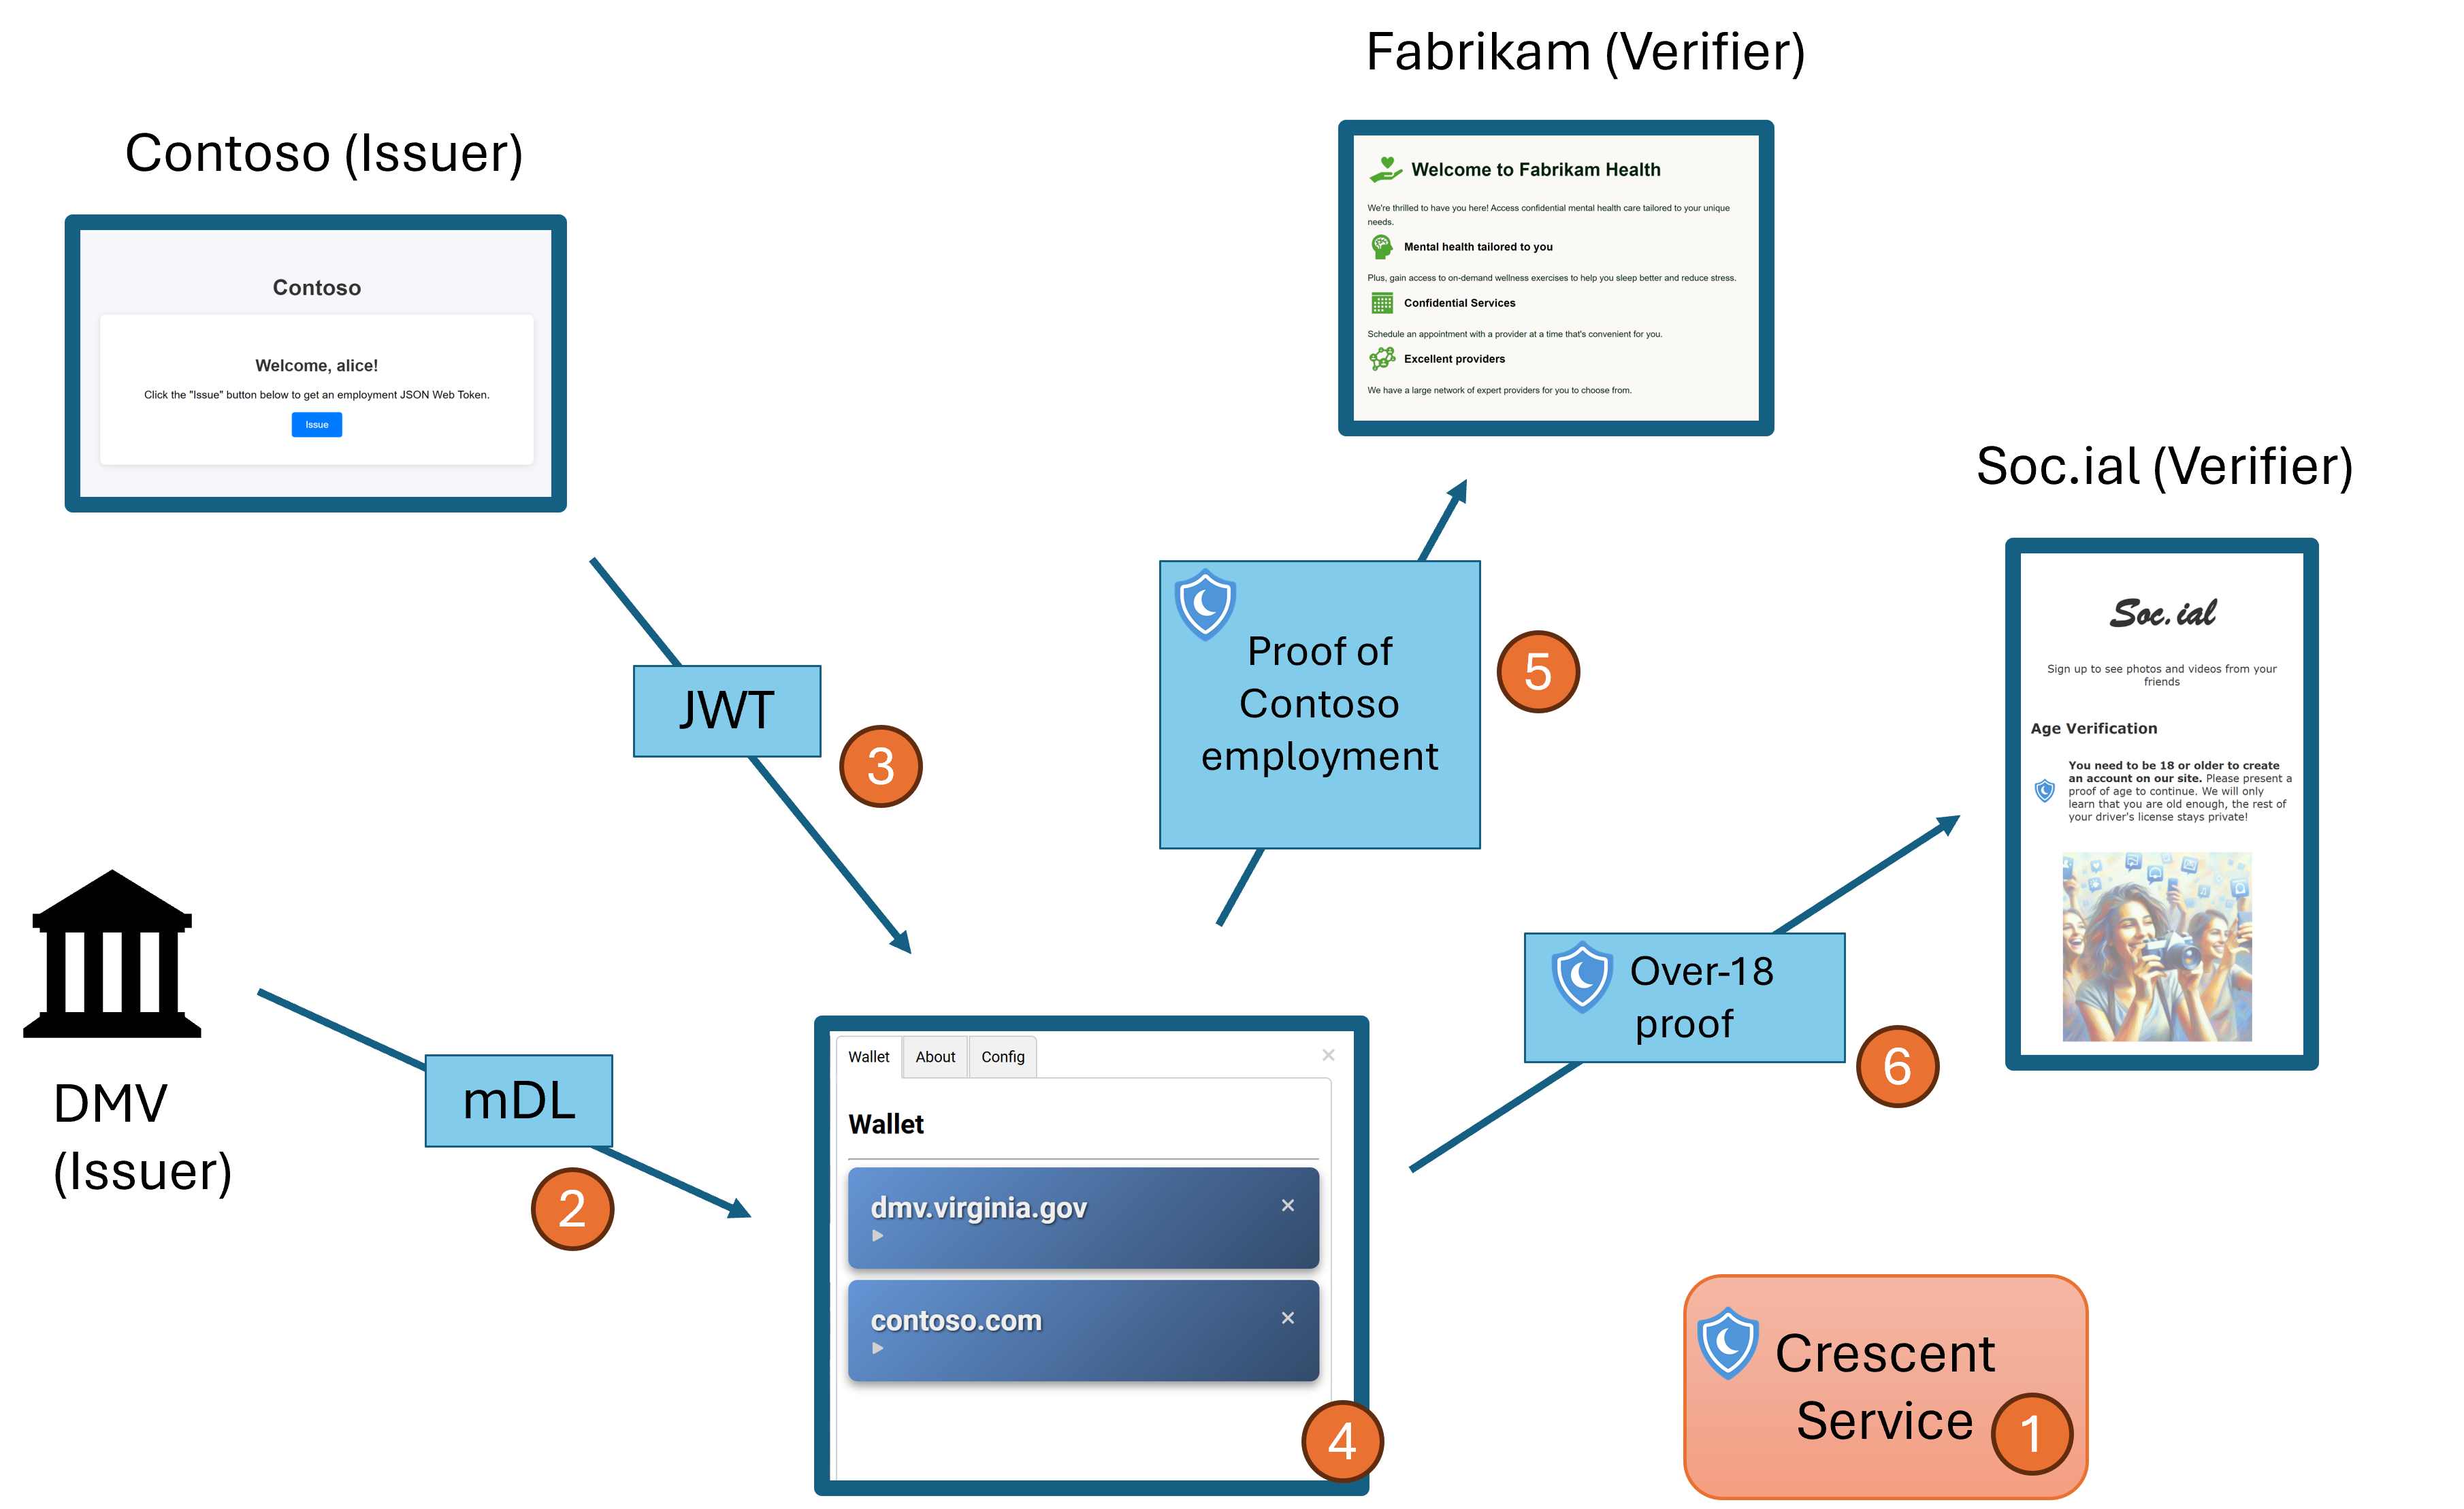 Fabrikam (Verifier)
Contoso (Issuer)
Welcome to Fabrikam Health
We're thrilled to have you here! Access confidential mental health care tailored to your unique
needs.
Mental health tailored to you
Plus, gain access to on-demand wellness exercises to help you sleep better and reduce stress.
Confidential Services
Schedule an appointment with a provider at a time that's convenient for you.
Excellent providers
We have a large network of expert providers for you to choose from.
Contoso
Welcome, alice!
Click the "Issue" button below to get an employment JSON Web Token.
Issue
Soc.ial (Verifier)
Soc.ial
Sign up to see photos and videos from your
friends
Age Verification
You need to be 18 or older to create
an account on our site. Please present a
proof of age to continue. We will only
learn that you are old enough, the rest of
your driver's license stays private!
JWT
3
Proof of
Contoso
employment
5
DMV
(Issuer)
mDL
2
Over-18
proof
6
Wallet
About
Config
×
Wallet
dmv.virginia.gov
×
contoso.com
×
4
Crescent
Service
1